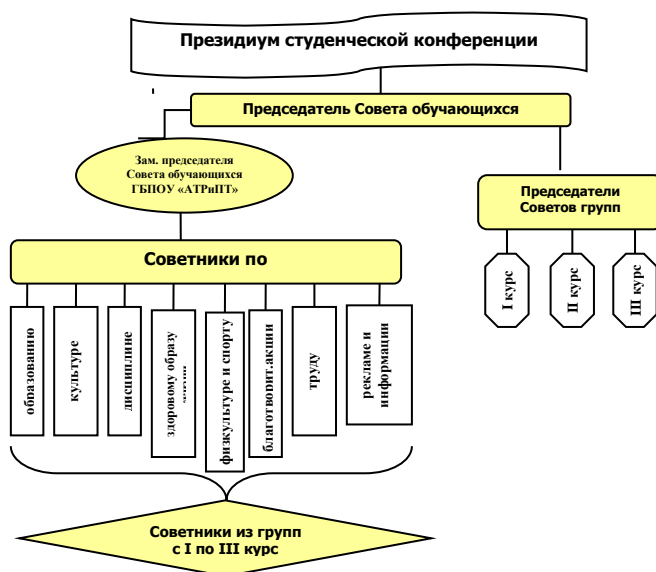 Президиум студенческой конференции
Председатель Совета обучающихся
Зам. председателя
Совета обучающихся
ГБПОУ «АТРиПТ»
Председатели
Советов групп
Советники по
I курс
II курс
III курс
образованию
культуре
дисциплине
здоровому образу
физкультуре и спорту
благотворит.акции
труду
рекламе и
информации
Советники из групп
с I по III курс